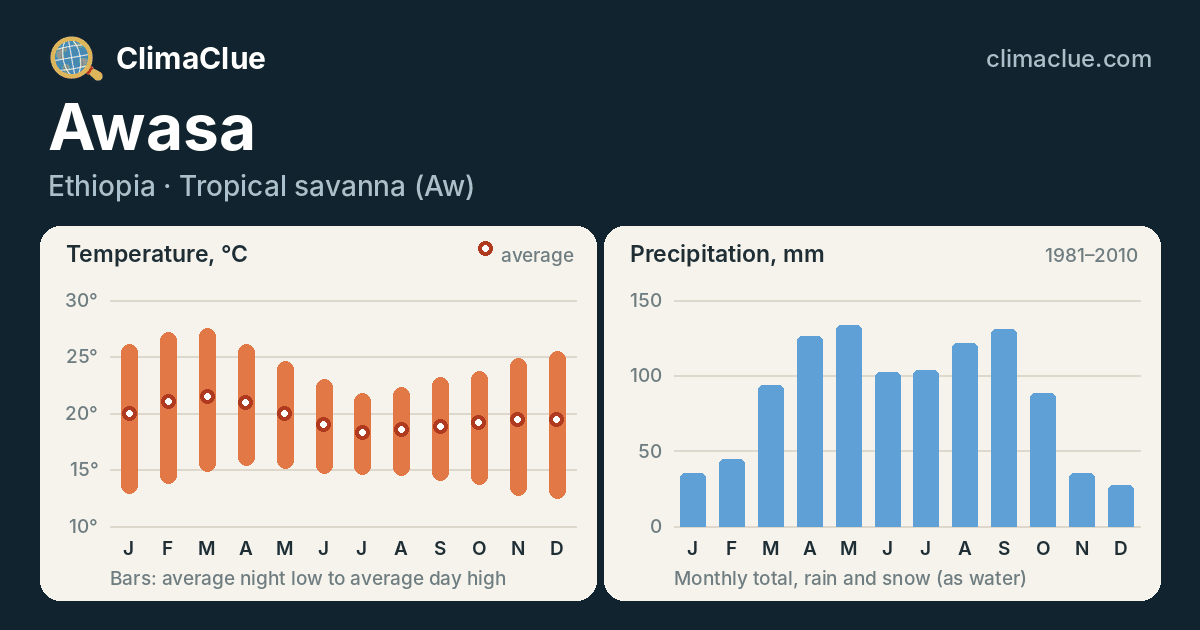 ClimaClue
climaclue.com
Awasa
Ethiopia · Tropical savanna (Aw)
Temperature, °C
average
30°
25°
20°
15°
10°
J F M A M J J A S O N D
Bars: average night low to average day high
Precipitation, mm
1981–2010
150
100
50
0
J F M A M J J A S O N D
Monthly total, rain and snow (as water)